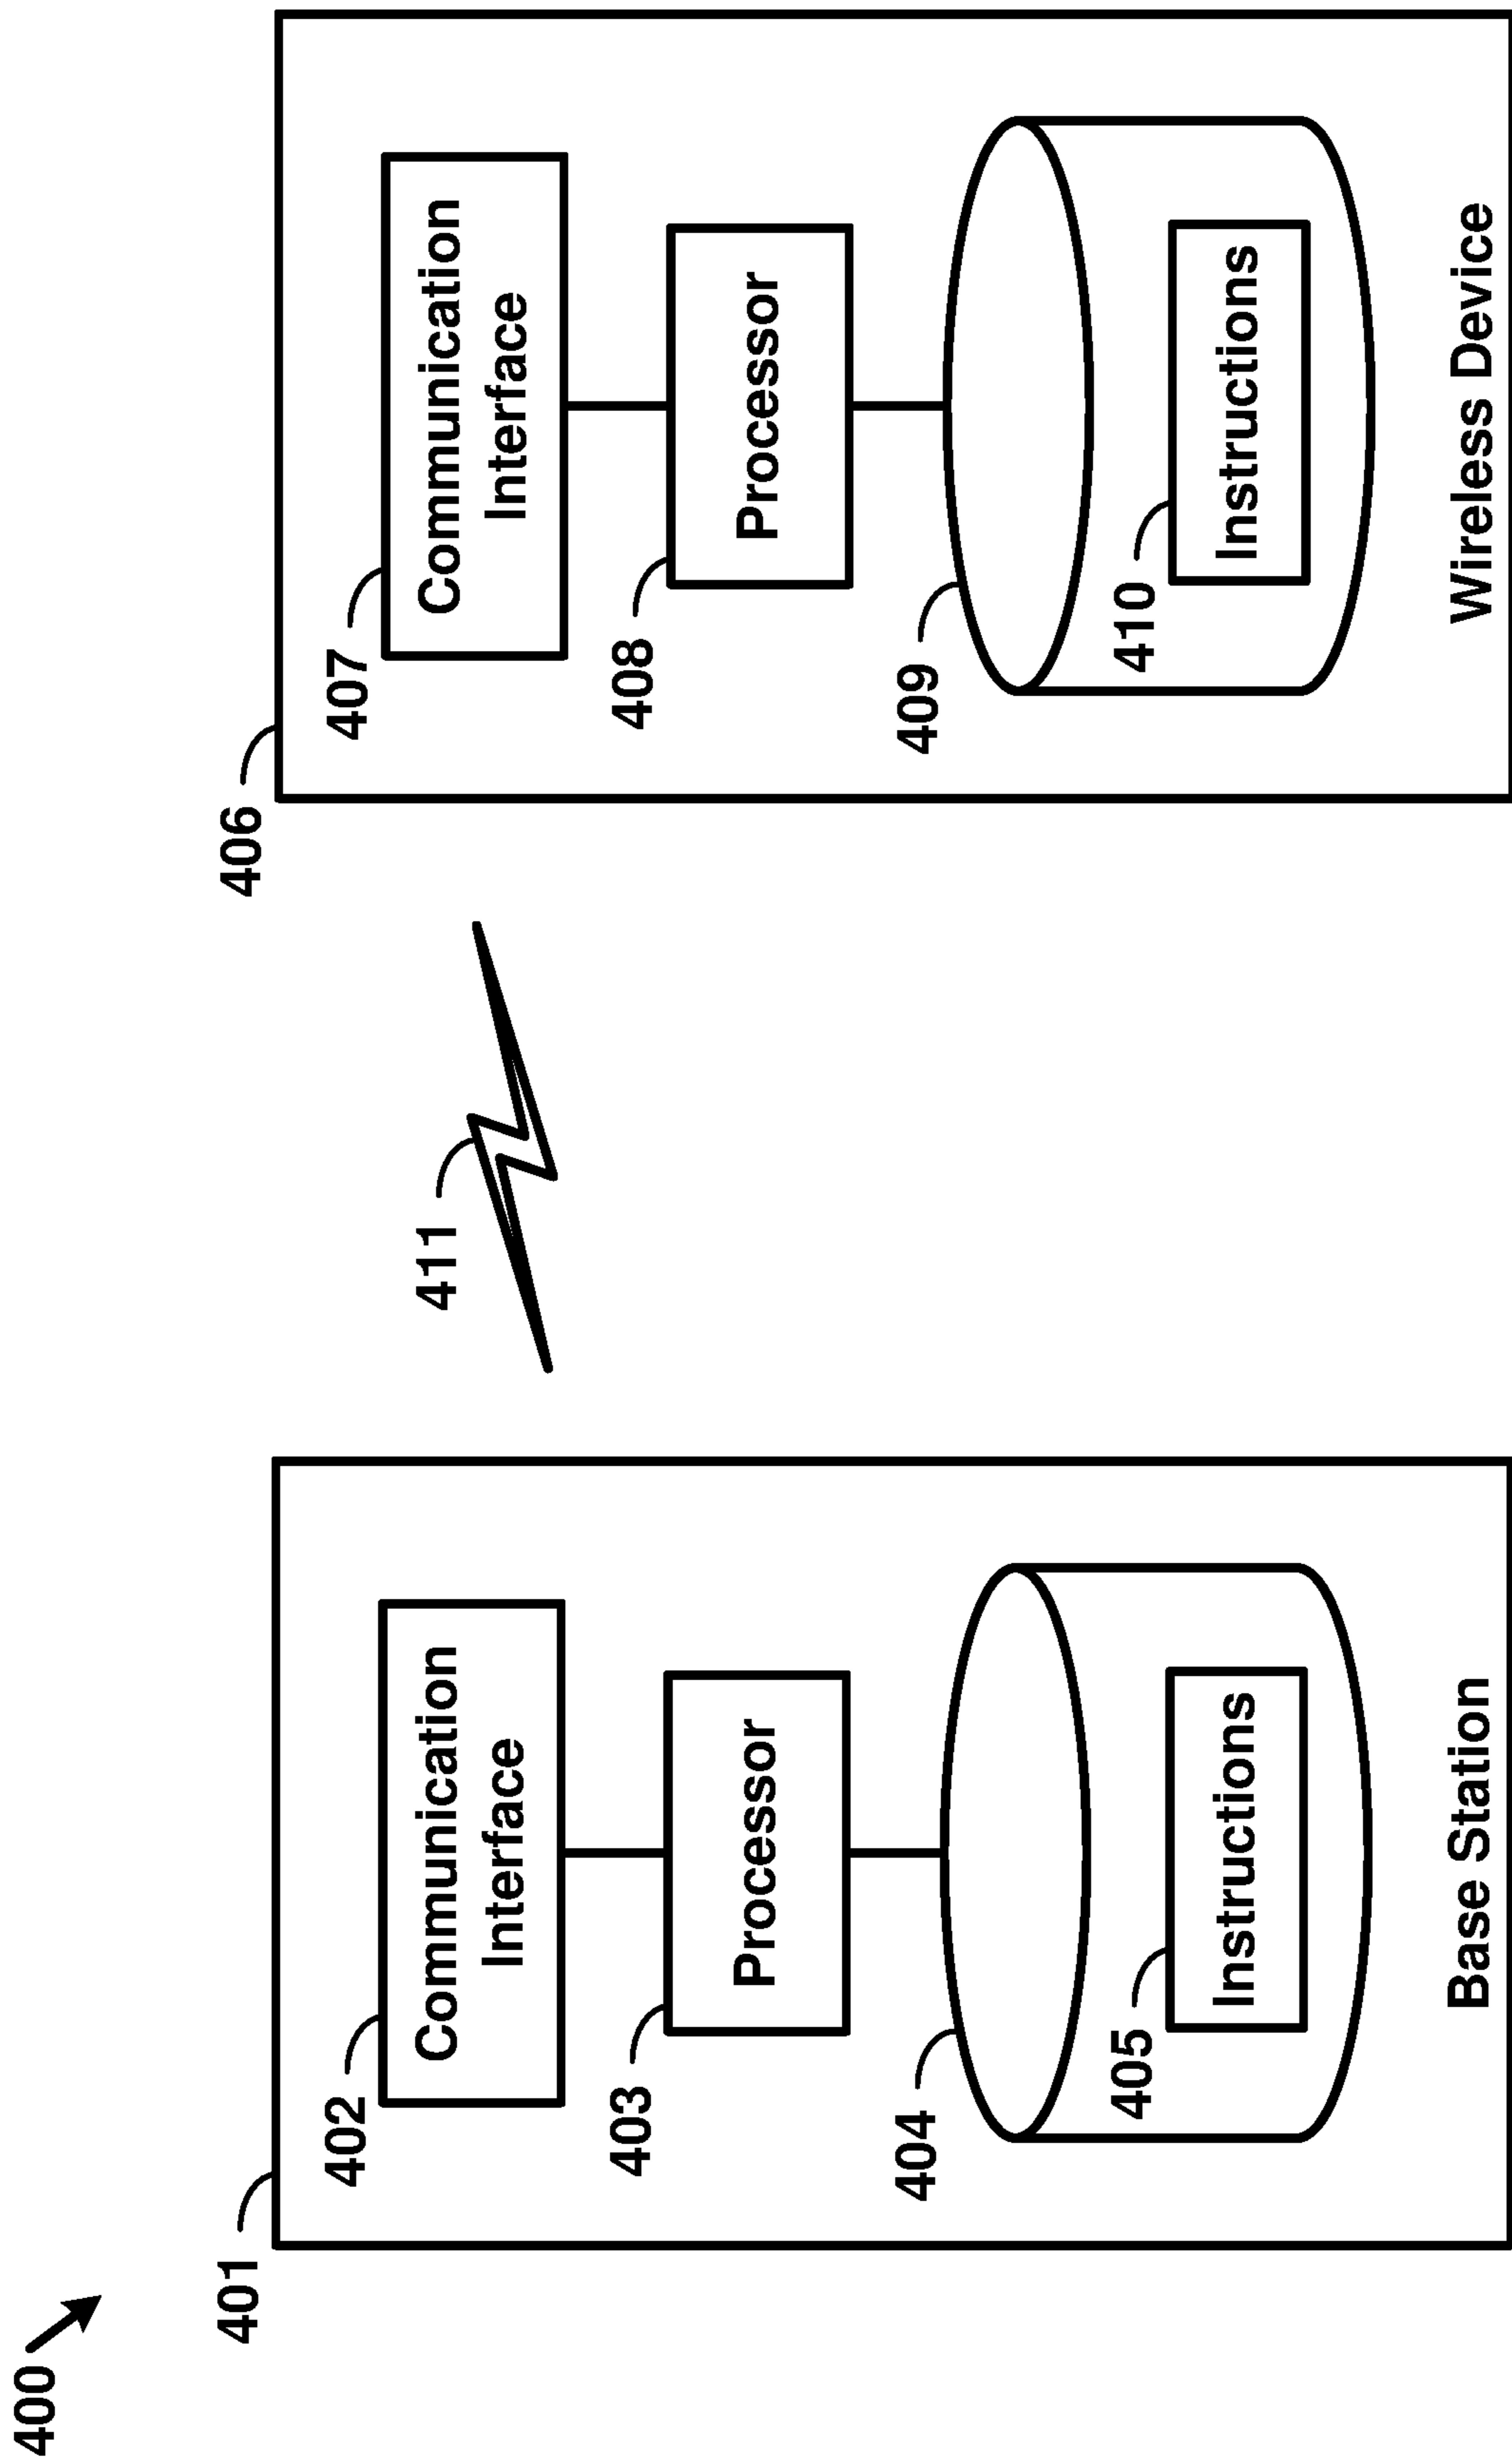 400
401
402
Communication
Interface
403
Processor
404
405
Instructions
Base Station
411
406
407
Communication
Interface
408
Processor
409
410
Instructions
Wireless Device